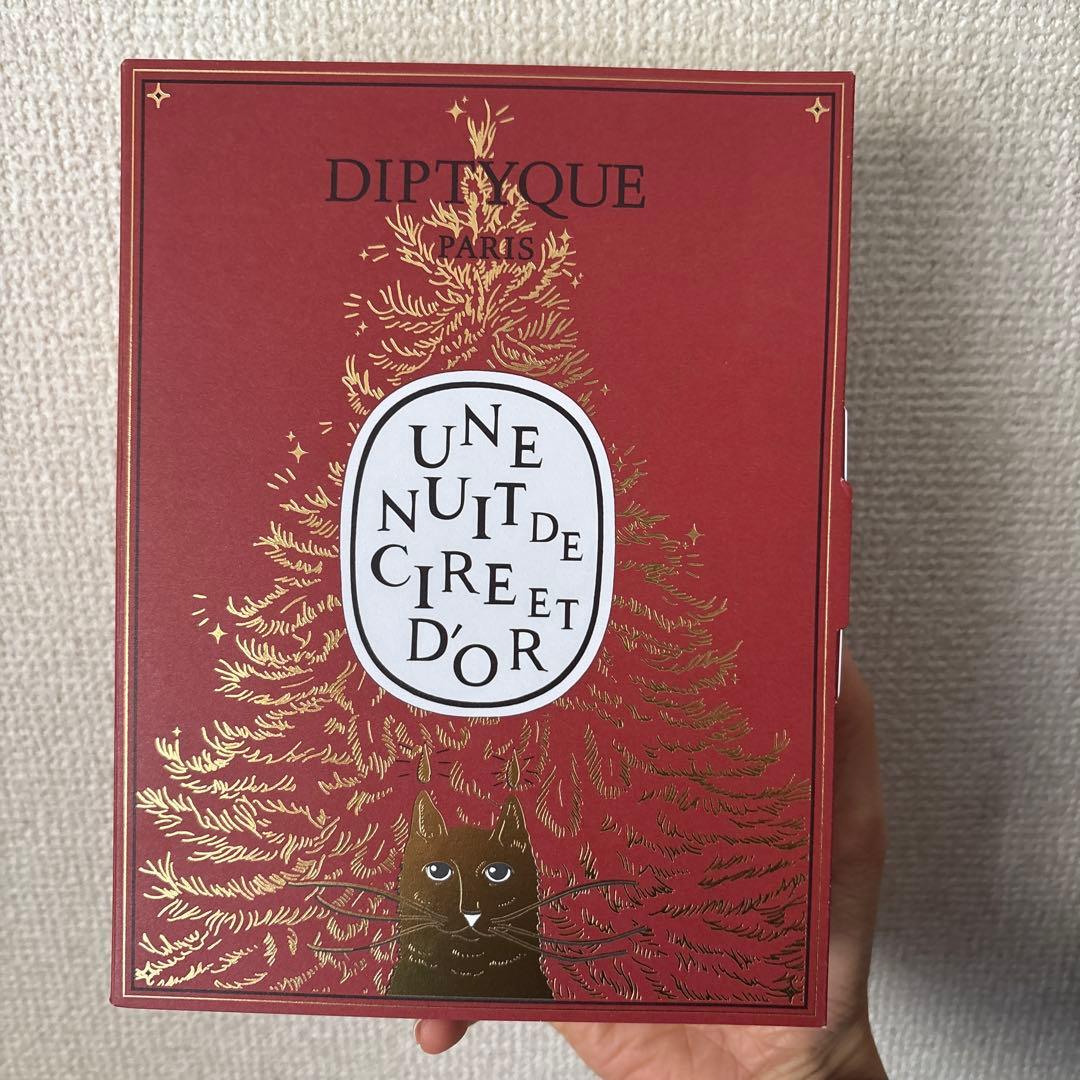 DIPTYQUE
PARIS
UNE
NUIT DE
CIRE ET
D'OR